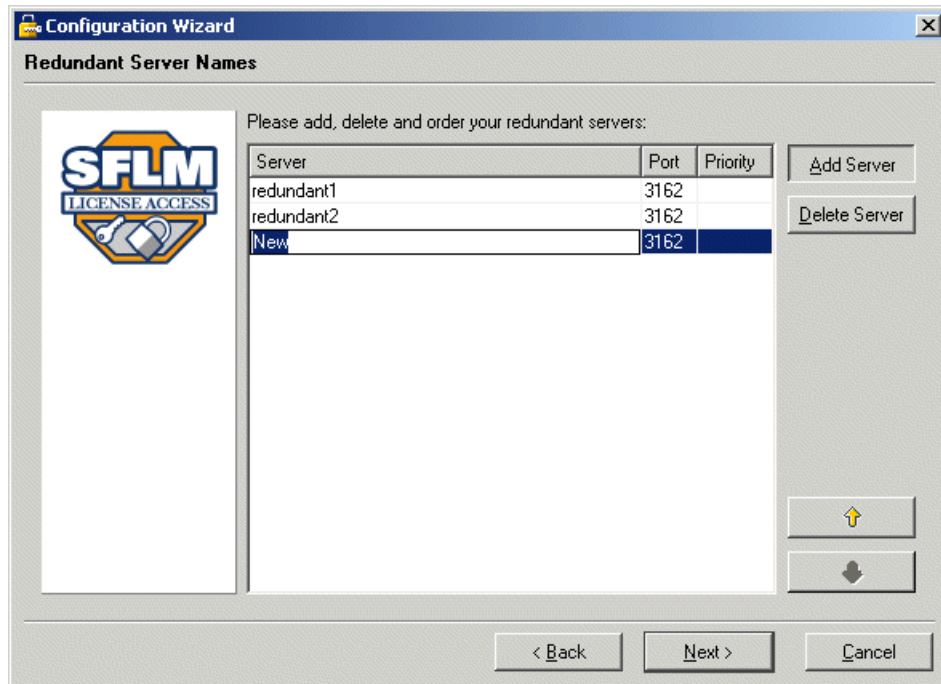 Configuration Wizard
Redundant Server Names
SFLM
LICENSE ACCESS
Please add, delete and order your redundant servers:
Server Port Priority
redundant1 3162
redundant2 3162
New 3162
Add Server
Delete Server
< Back
Next >
Cancel